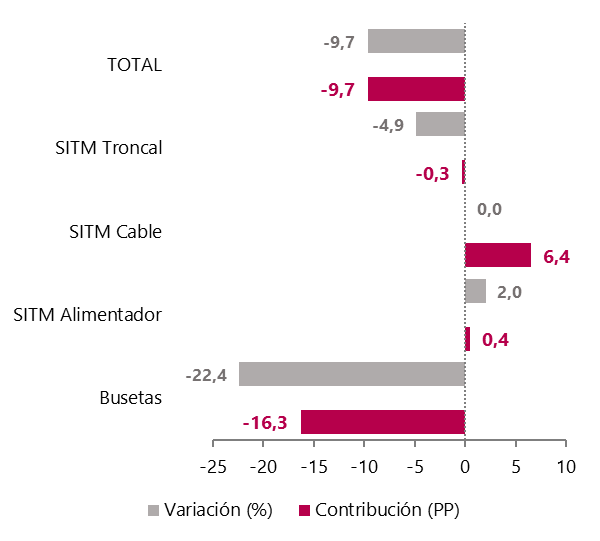 -9,7
TOTAL
-9,7
-4,9
SITM Troncal
-0,3
0,0
SITM Cable
6,4
2,0
SITM Alimentador
0,4
-22,4
Busetas
-16,3
-25 -20 -15 -10 -5 0 5 10
Variación (%) Contribución (PP)